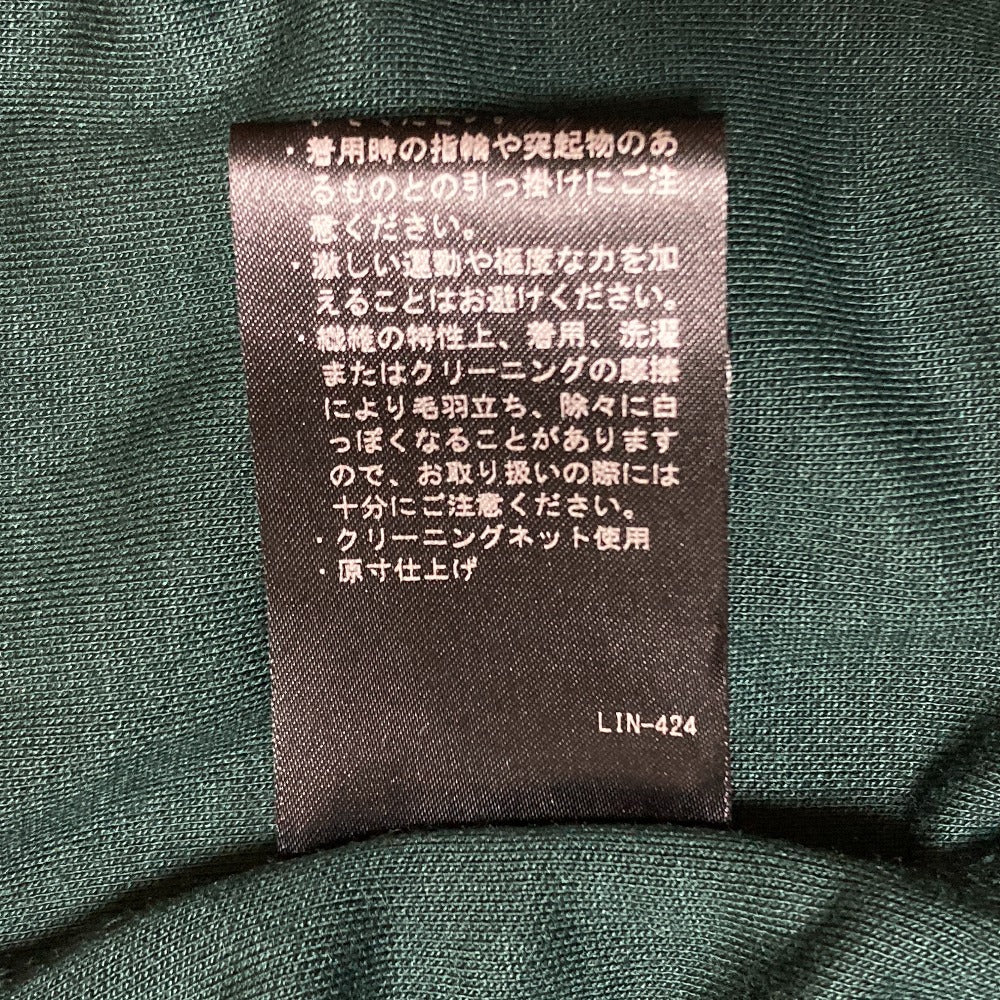 てください。
・着用時の指輪や突起物のあ
るものとの引っ掛けにご注
意ください。
・激しい運動や極度な力を加
えることはお避けください。
・繊維の特性上、着用、洗濯
またはクリーニングの摩擦
により毛羽立ち、除々に白
っぽくなることがあります
ので、お取り扱いの際には
十分にご注意ください。
・クリーニングネット使用
・原寸仕上げ
LIN-424